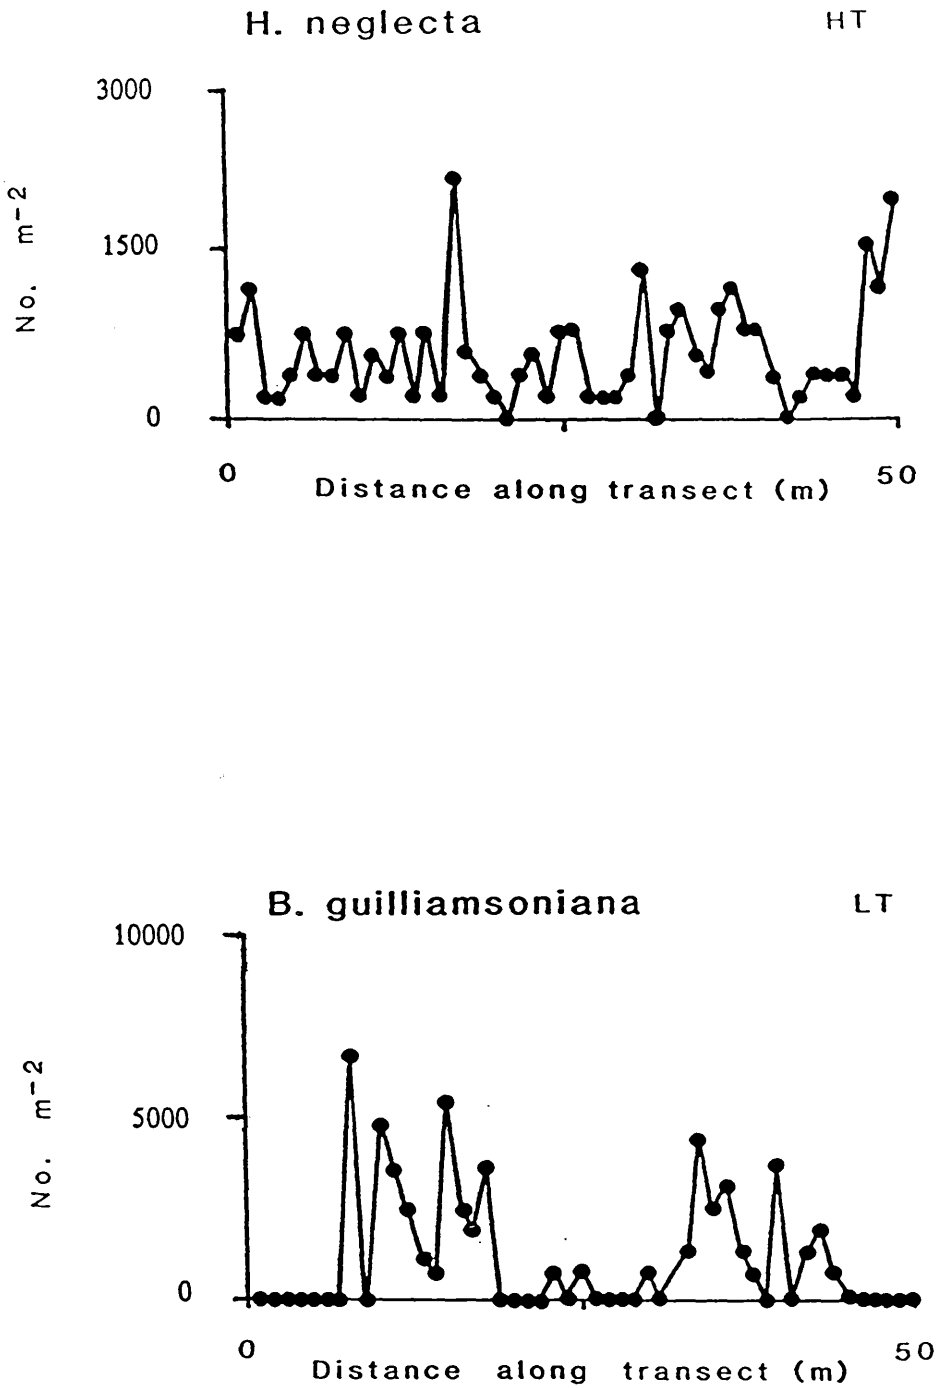 H. neglecta HT
3000
1500
0
No. m-2
0 50
Distance along transect (m)
B. guilliamsoniana LT
10000
5000
0
No. m-2
0 50
Distance along transect (m)